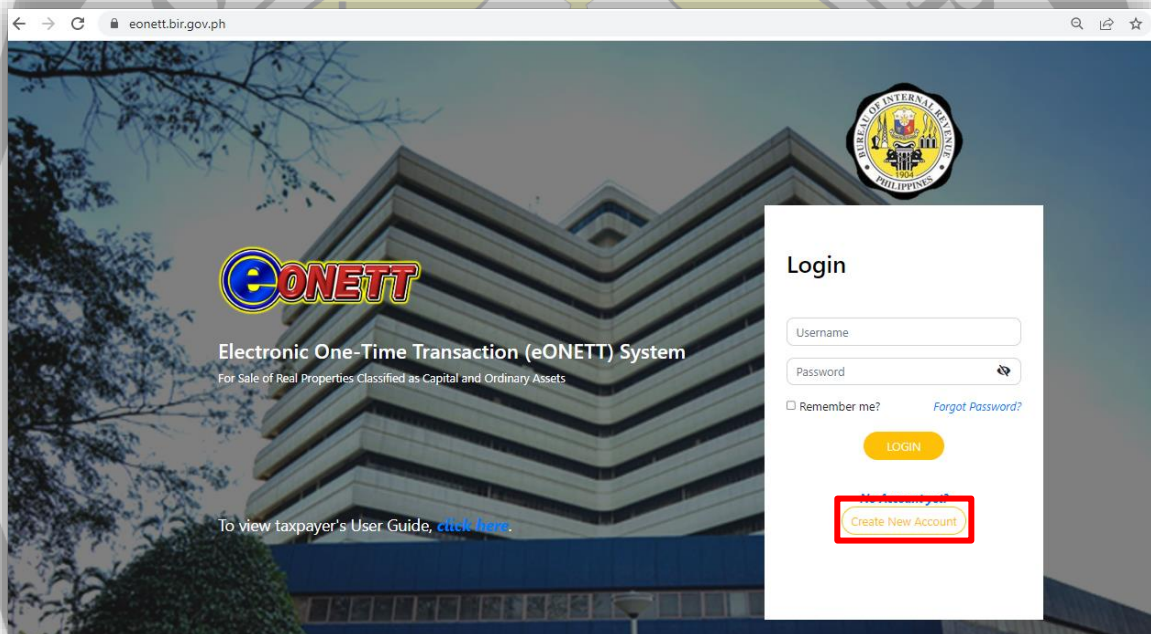 eonett.bir.gov.ph
BUREAU OF INTERNAL REVENUE
1904
PHILIPPINES
eONETT
Electronic One-Time Transaction (eONETT) System
For Sale of Real Properties Classified as Capital and Ordinary Assets
To view taxpayer's User Guide, click here.
Login
Username
Password
Remember me? Forgot Password?
LOGIN
No Account yet?
Create New Account